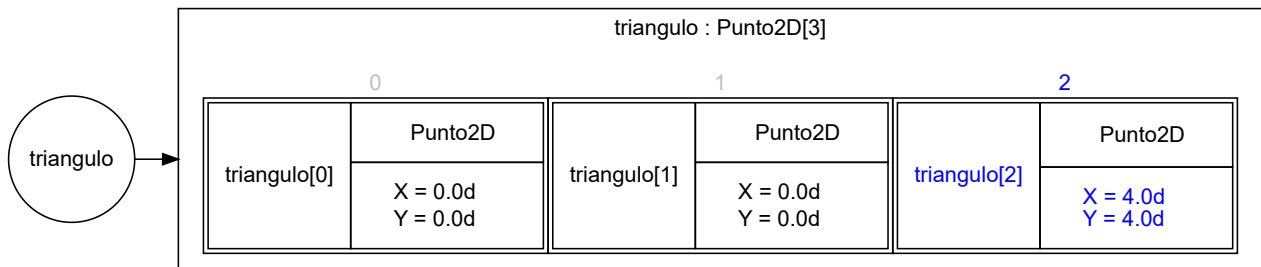 triangulo : Punto2D[3]
0
1
2
triangulo
triangulo[0]
Punto2D
X = 0.0d
Y = 0.0d
triangulo[1]
Punto2D
X = 0.0d
Y = 0.0d
triangulo[2]
Punto2D
X = 4.0d
Y = 4.0d